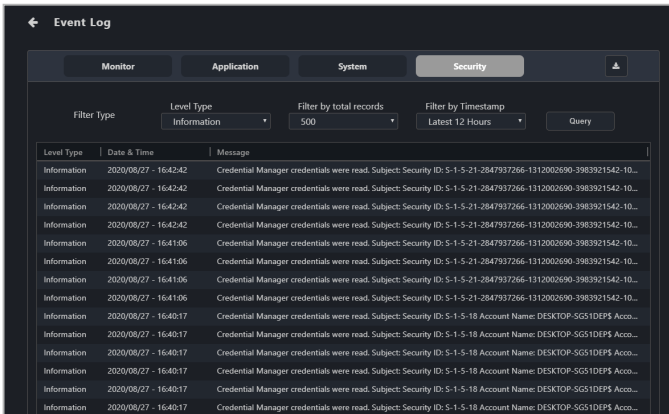 Event Log
Monitor Application System Security
Filter Type
Level Type Filter by total records Filter by Timestamp
Information 500 Latest 12 Hours Query
Level Type Date & Time Message
Information 2020/08/27 - 16:42:42 Credential Manager credentials were read. Subject: Security ID: S-1-5-21-2847937266-1312002690-3983921542-10...
Information 2020/08/27 - 16:42:42 Credential Manager credentials were read. Subject: Security ID: S-1-5-21-2847937266-1312002690-3983921542-10...
Information 2020/08/27 - 16:42:42 Credential Manager credentials were read. Subject: Security ID: S-1-5-21-2847937266-1312002690-3983921542-10...
Information 2020/08/27 - 16:42:42 Credential Manager credentials were read. Subject: Security ID: S-1-5-21-2847937266-1312002690-3983921542-10...
Information 2020/08/27 - 16:41:06 Credential Manager credentials were read. Subject: Security ID: S-1-5-21-2847937266-1312002690-3983921542-10...
Information 2020/08/27 - 16:41:06 Credential Manager credentials were read. Subject: Security ID: S-1-5-21-2847937266-1312002690-3983921542-10...
Information 2020/08/27 - 16:41:06 Credential Manager credentials were read. Subject: Security ID: S-1-5-21-2847937266-1312002690-3983921542-10...
Information 2020/08/27 - 16:41:06 Credential Manager credentials were read. Subject: Security ID: S-1-5-21-2847937266-1312002690-3983921542-10...
Information 2020/08/27 - 16:40:17 Credential Manager credentials were read. Subject: Security ID: S-1-5-18 Account Name: DESKTOP-SG51DEP$ Acco...
Information 2020/08/27 - 16:40:17 Credential Manager credentials were read. Subject: Security ID: S-1-5-18 Account Name: DESKTOP-SG51DEP$ Acco...
Information 2020/08/27 - 16:40:17 Credential Manager credentials were read. Subject: Security ID: S-1-5-18 Account Name: DESKTOP-SG51DEP$ Acco...
Information 2020/08/27 - 16:40:17 Credential Manager credentials were read. Subject: Security ID: S-1-5-18 Account Name: DESKTOP-SG51DEP$ Acco...
Information 2020/08/27 - 16:40:17 Credential Manager credentials were read. Subject: Security ID: S-1-5-18 Account Name: DESKTOP-SG51DEP$ Acco...
Information 2020/08/27 - 16:40:17 Credential Manager credentials were read. Subject: Security ID: S-1-5-18 Account Name: DESKTOP-SG51DEP$ Acco...